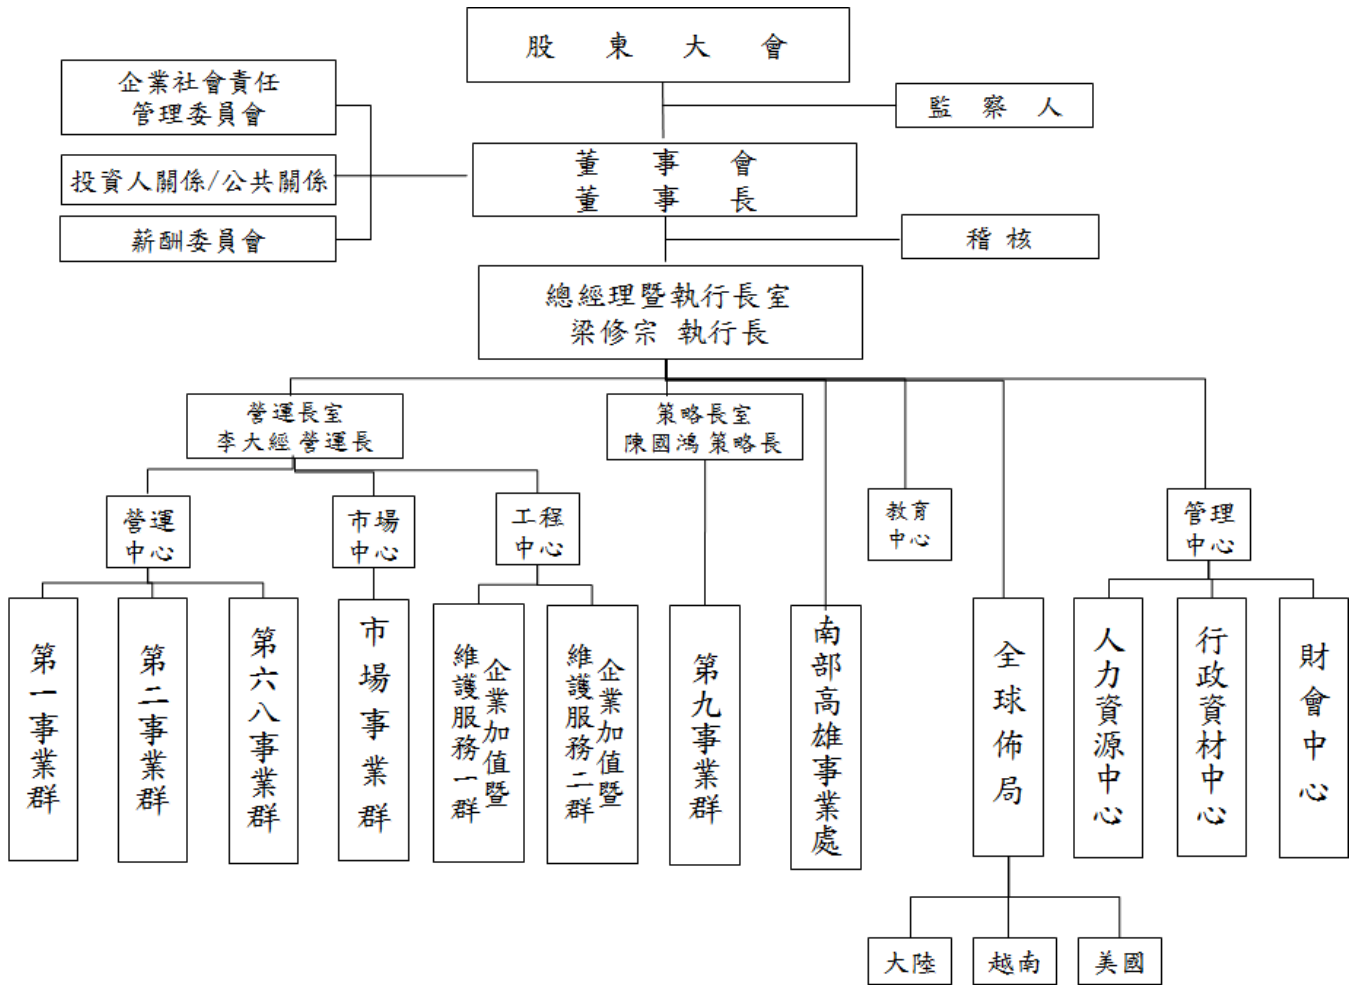 股東大會
企業社會責任
管理委員會
監察人
董事會
董事長
投資人關係/公共關係
薪酬委員會
稽核
總經理暨執行長室
梁修宗 執行長
營運長室
李大經 營運長
策略長室
陳國鴻 策略長
營運
中心
市場
中心
工程
中心
教育
中心
管理
中心
第一事業群
第二事業群
第六八事業群
市場事業群
企業加值暨
維護服務一群
企業加值暨
維護服務二群
第九事業群
南部高雄事業處
全球佈局
人力資源中心
行政資材中心
財會中心
大陸
越南
美國